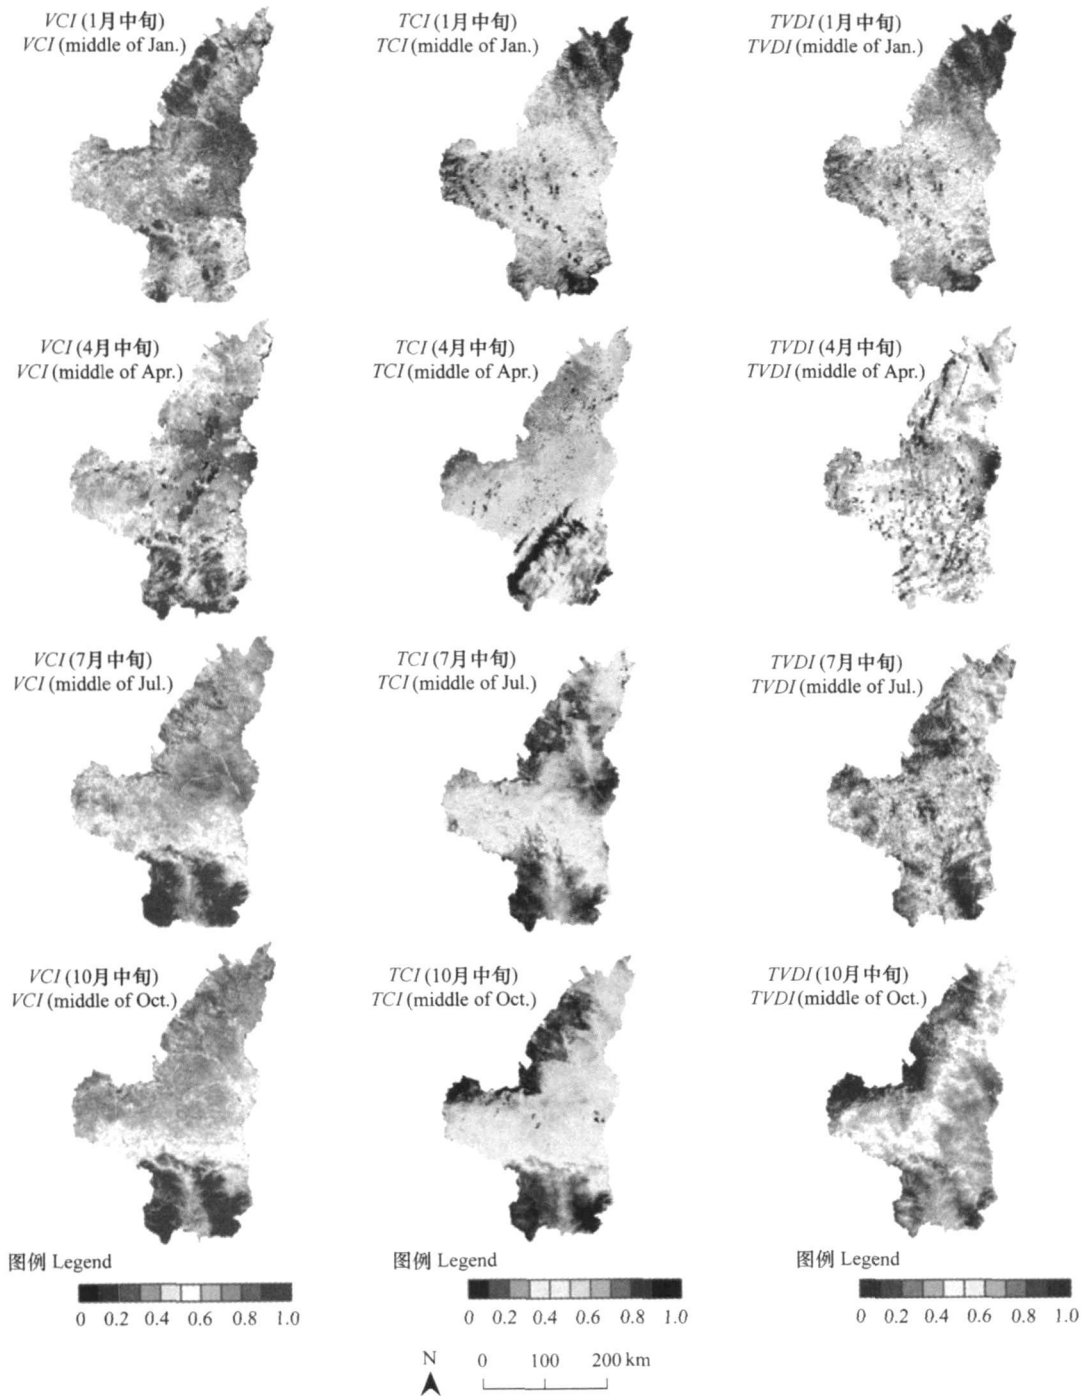 VCI (1月中旬)
VCI (middle of Jan.)
TCI (1月中旬)
TCI (middle of Jan.)
TVDI (1月中旬)
TVDI (middle of Jan.)
VCI (4月中旬)
VCI (middle of Apr.)
TCI (4月中旬)
TCI (middle of Apr.)
TVDI (4月中旬)
TVDI (middle of Apr.)
VCI (7月中旬)
VCI (middle of Jul.)
TCI (7月中旬)
TCI (middle of Jul.)
TVDI (7月中旬)
TVDI (middle of Jul.)
VCI (10月中旬)
VCI (middle of Oct.)
TCI (10月中旬)
TCI (middle of Oct.)
TVDI (10月中旬)
TVDI (middle of Oct.)
图例 Legend
0 0.2 0.4 0.6 0.8 1.0
图例 Legend
0 0.2 0.4 0.6 0.8 1.0
图例 Legend
0 0.2 0.4 0.6 0.8 1.0
N
0 100 200 km